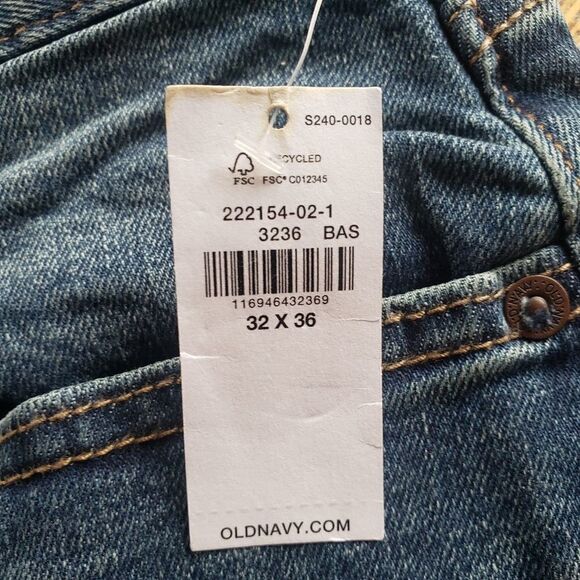 S240-0018
RECYCLED
FSC FSC® C012345
222154-02-1
3236 BAS
116946432369
32 X 36
OLDNAVY.COM
OLD NAVY